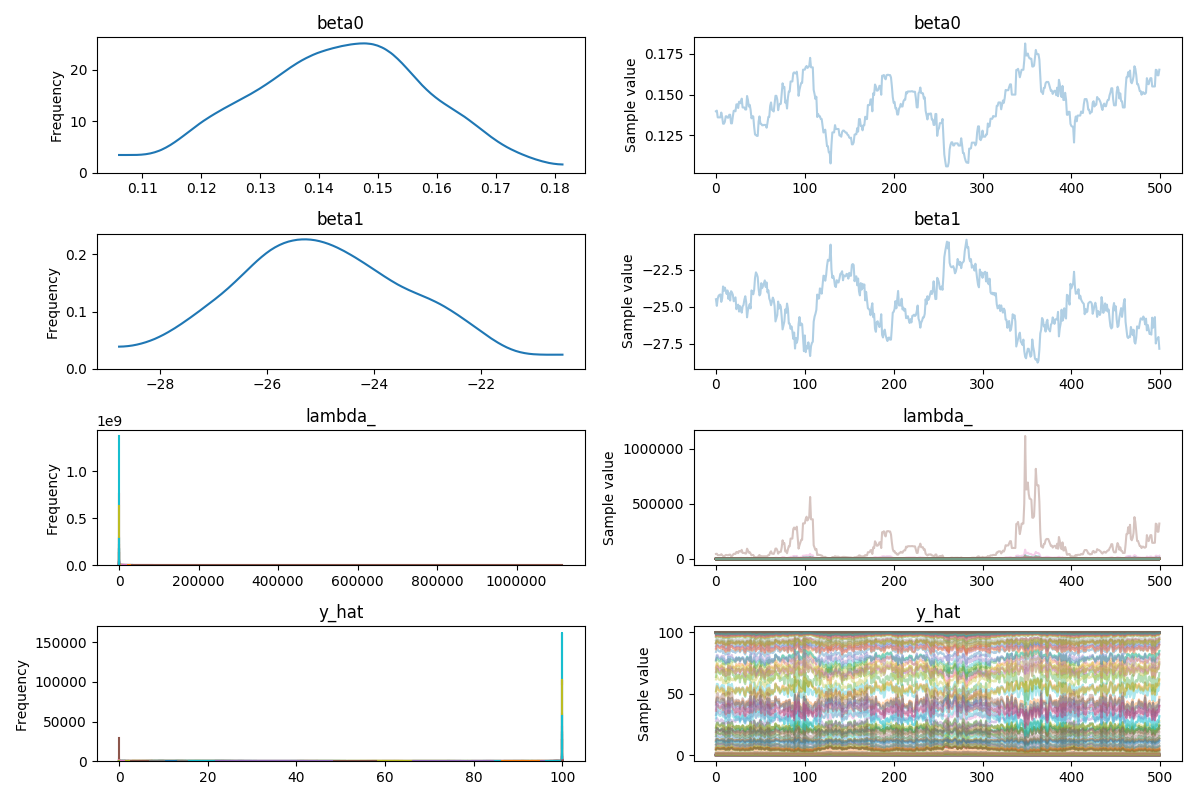 beta0
Frequency
20
10
0
0.11 0.12 0.13 0.14 0.15 0.16 0.17 0.18
beta0
Sample value
0.175
0.150
0.125
0 100 200 300 400 500
beta1
Frequency
0.2
0.1
0.0
−28 −26 −24 −22
beta1
Sample value
−22.5
−25.0
−27.5
0 100 200 300 400 500
lambda_
1e9
Frequency
1.0
0.5
0.0
0 200000 400000 600000 800000 1000000
lambda_
Sample value
1000000
500000
0
0 100 200 300 400 500
y_hat
Frequency
150000
100000
50000
0
0 20 40 60 80 100
y_hat
Sample value
100
50
0
0 100 200 300 400 500